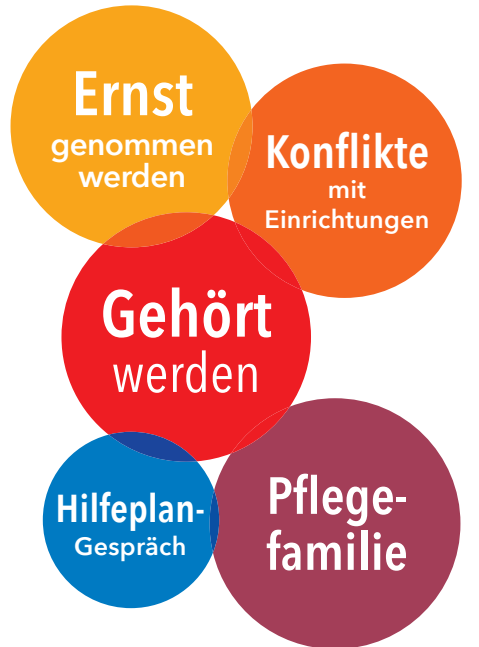 Ernst
genommen
werden
Konflikte
mit
Einrichtungen
Gehört
werden
Hilfeplan-
Gespräch
Pflege-
familie